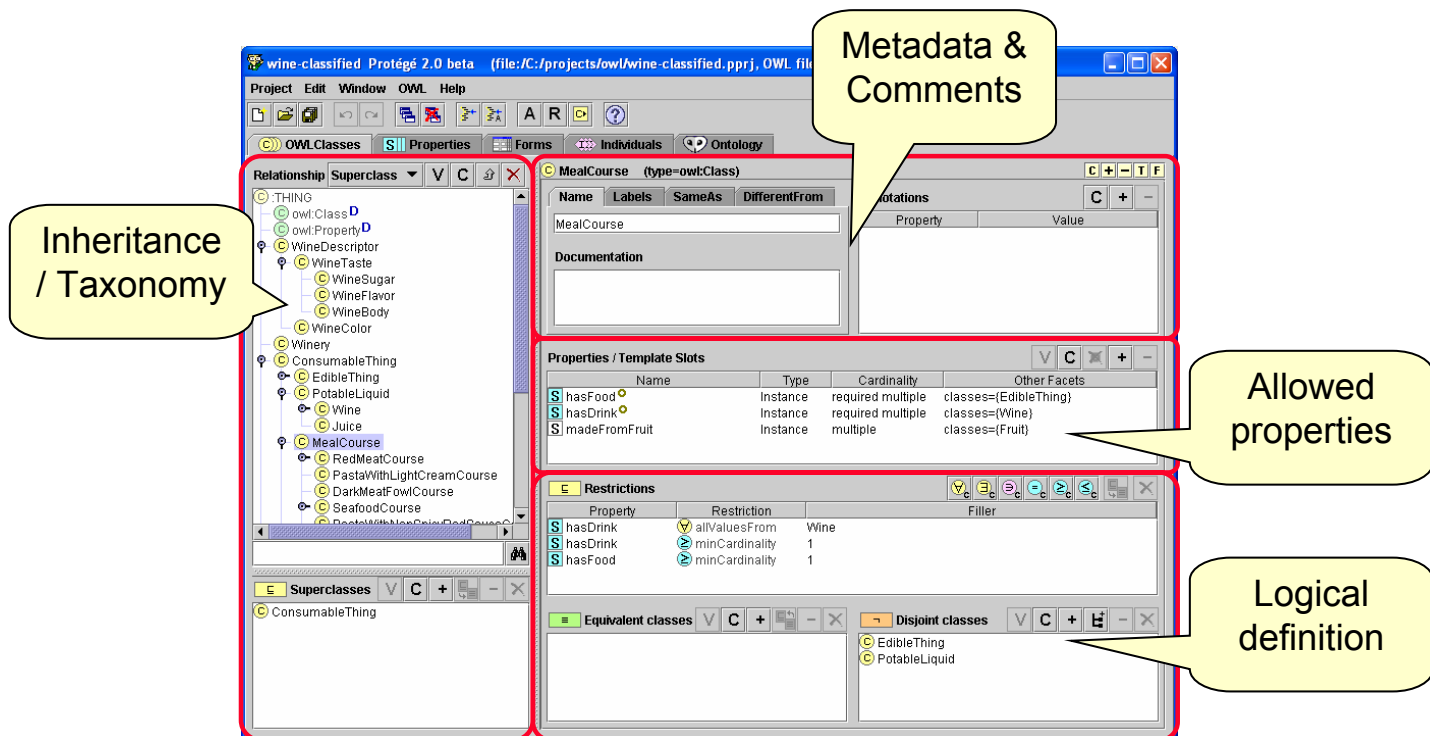 Metadata &
Comments
wine-classified Protégé 2.0 beta (file:/C:/projects/owl/wine-classified.pprj, OWL file
Project Edit Window OWL Help
A R
OWLClasses Properties Forms Individuals Ontology
Inheritance
/ Taxonomy
Relationship Superclass V C
:THING
owl:Class D
owl:Property D
WineDescriptor
WineTaste
WineSugar
WineFlavor
WineBody
WineColor
Winery
ConsumableThing
EdibleThing
PotableLiquid
Wine
Juice
MealCourse
RedMeatCourse
PastaWithLightCreamCourse
DarkMeatFowlCourse
SeafoodCourse
Superclasses V C + −
ConsumableThing
C MealCourse (type=owl:Class) C + − T F
Name Labels SameAs DifferentFrom
MealCourse
Documentation
notations C + −
Property Value
Properties / Template Slots V C + −
Name Type Cardinality Other Facets
S hasFood Instance required multiple classes={EdibleThing}
S hasDrink Instance required multiple classes={Wine}
S madeFromFruit Instance multiple classes={Fruit}
Allowed
properties
Restrictions
Property Restriction Filler
S hasDrink allValuesFrom Wine
S hasDrink minCardinality 1
S hasFood minCardinality 1
Equivalent classes V C + −
Disjoint classes V C + −
EdibleThing
PotableLiquid
Logical
definition